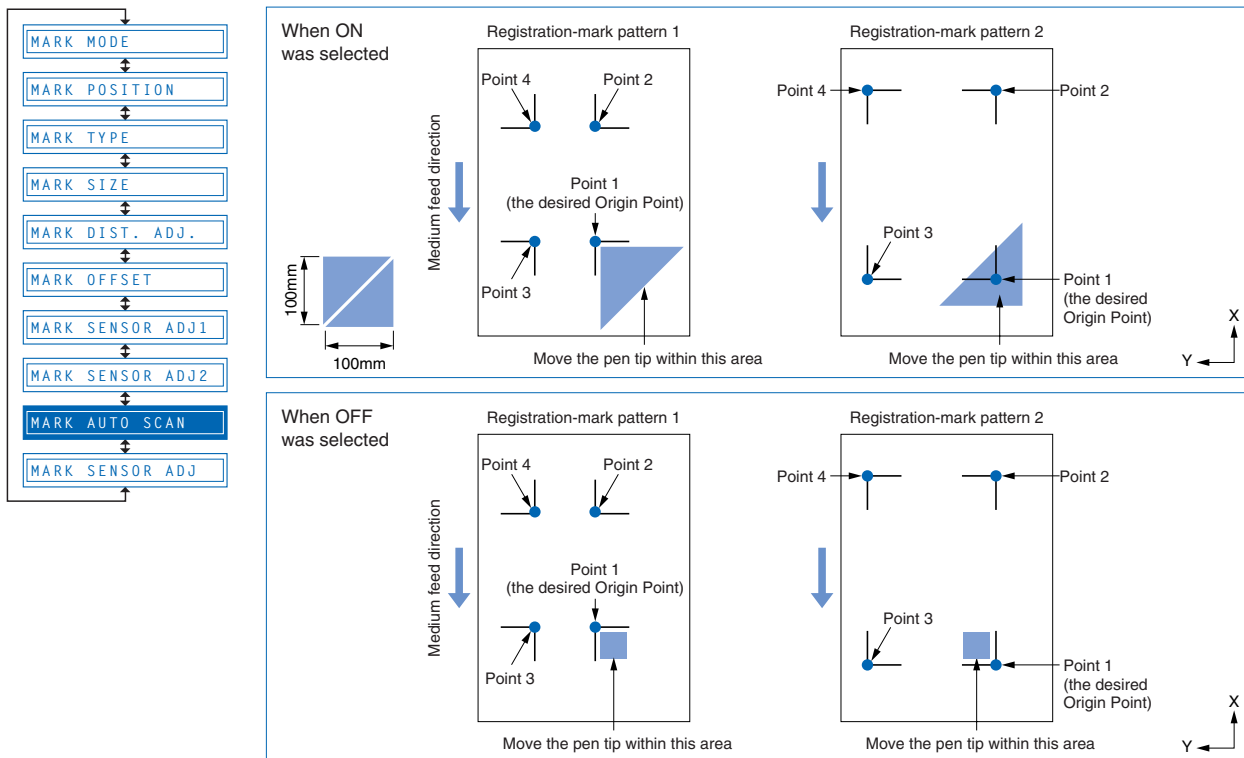 MARK MODE
MARK POSITION
MARK TYPE
MARK SIZE
MARK DIST. ADJ.
MARK OFFSET
MARK SENSOR ADJ1
MARK SENSOR ADJ2
MARK AUTO SCAN
MARK SENSOR ADJ
When ON
was selected
Registration-mark pattern 1
Registration-mark pattern 2
Point 4
Point 2
Point 4
Point 2
Medium feed direction
Point 1
(the desired Origin Point)
Point 3
Point 3
Point 1
(the desired
Origin Point)
100mm
100mm
Move the pen tip within this area
Move the pen tip within this area
X
Y
When OFF
was selected
Registration-mark pattern 1
Registration-mark pattern 2
Point 4
Point 2
Point 4
Point 2
Medium feed direction
Point 1
(the desired Origin Point)
Point 3
Point 3
Point 1
(the desired
Origin Point)
Move the pen tip within this area
Move the pen tip within this area
X
Y